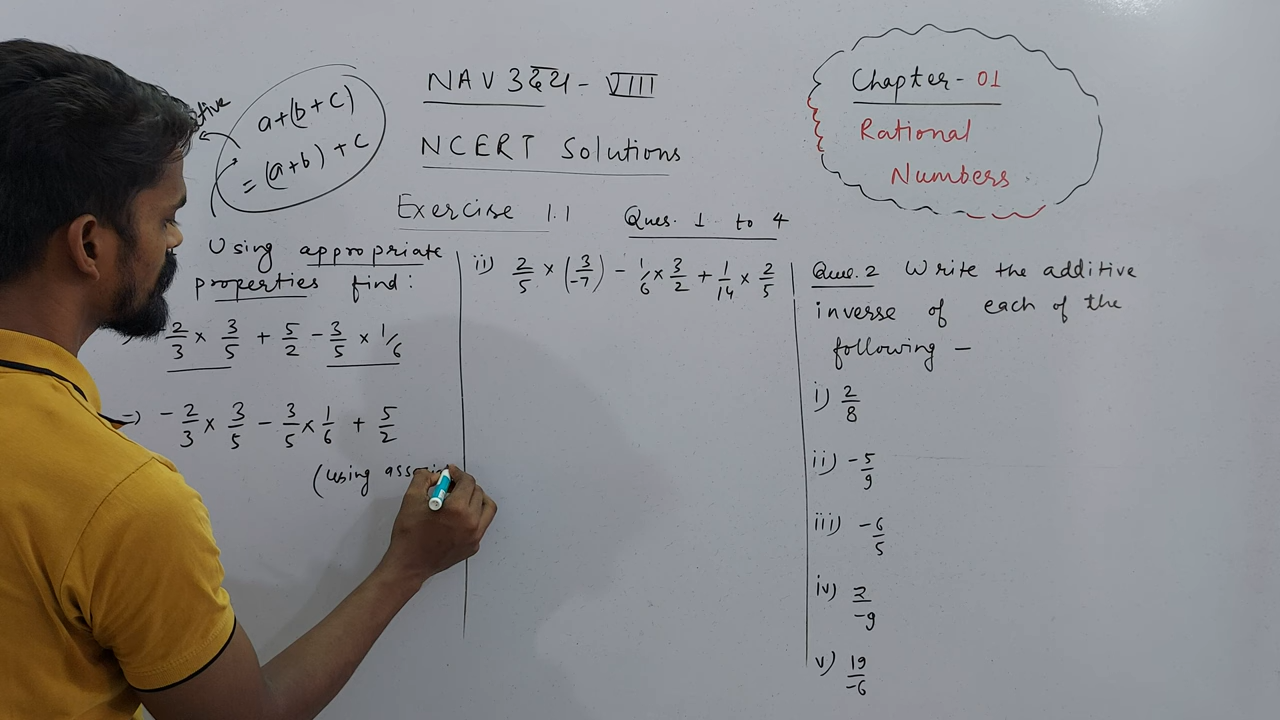 a+(b+c)
= (a+b) + c
NAV उदय - VIII
NCERT Solutions
Exercise 1.1 Ques. 1 to 4
Chapter - 01
Rational
Numbers
Using appropriate
properties find:
2/3 × 3/5 + 5/2 - 3/5 × 1/6
=) -2/3 × 3/5 - 3/5 × 1/6 + 5/2
(using
ii) 2/5 × (3/-7) - 1/6 × 3/2 + 1/14 × 2/5
Que. 2 Write the additive
inverse of each of the
following -
i) 2/8
ii) -5/9
iii) -6/5
iv) 2/-9
v) 19/-6